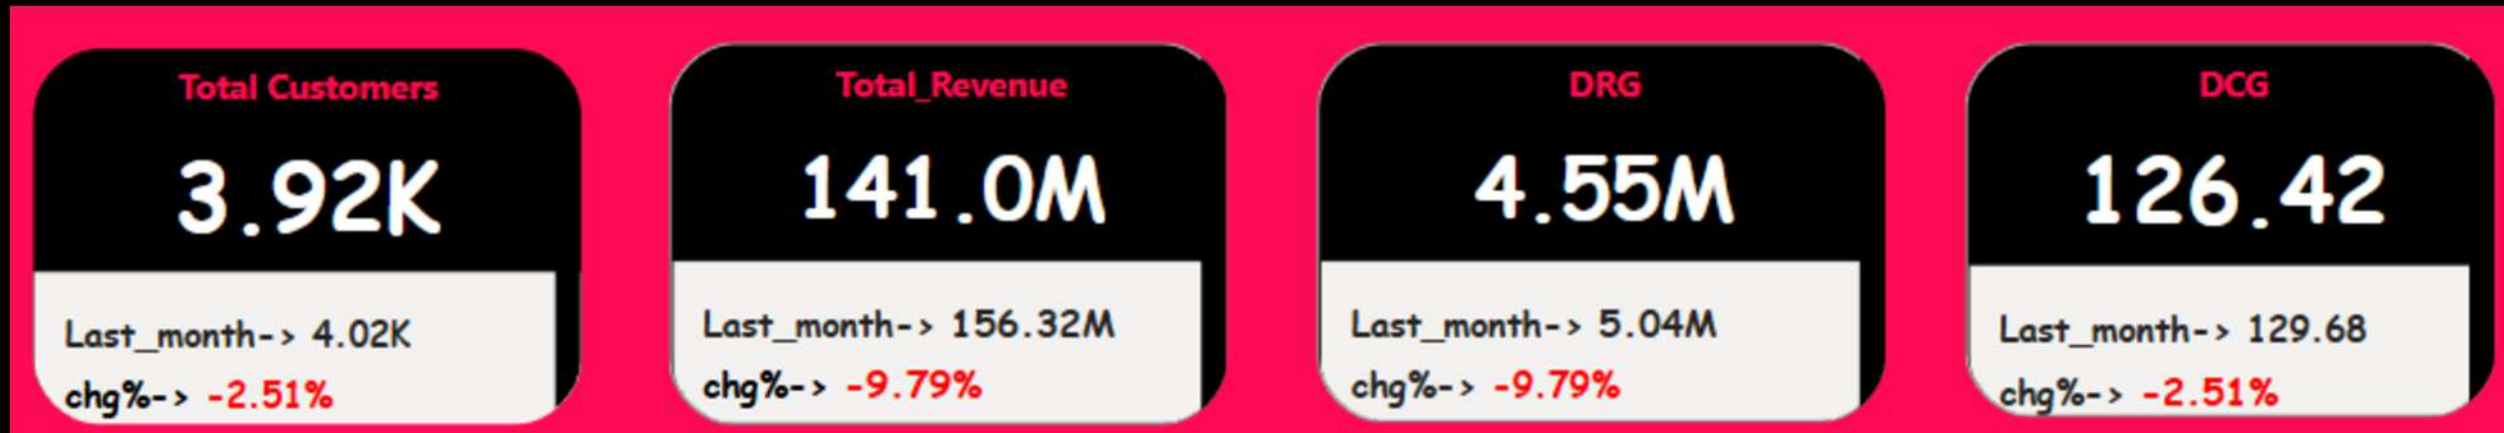 Total Customers
3.92K
Last_month-> 4.02K
chg%-> -2.51%
Total_Revenue
141.0M
Last_month-> 156.32M
chg%-> -9.79%
DRG
4.55M
Last_month-> 5.04M
chg%-> -9.79%
DCG
126.42
Last_month-> 129.68
chg%-> -2.51%